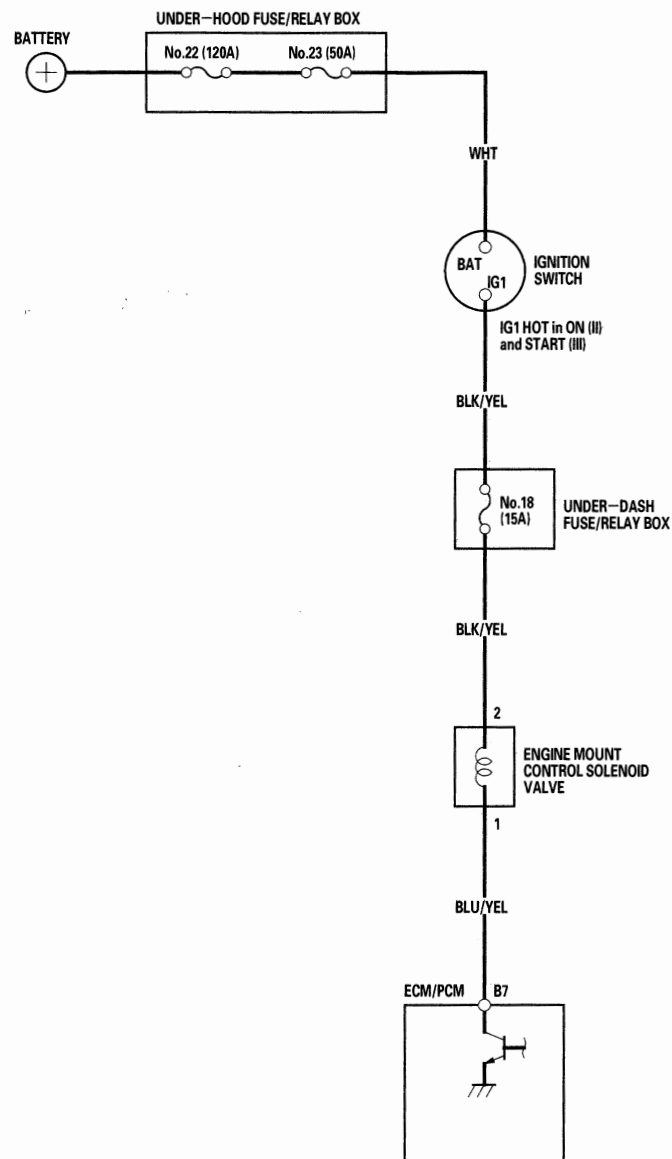 UNDER—HOOD FUSE/RELAY BOX
BATTERY
No.22 (120A)
No.23 (50A)
WHT
BAT
IGNITION
SWITCH
IG1
IG1 HOT in ON (II)
and START (III)
BLK/YEL
No.18
(15A)
UNDER—DASH
FUSE/RELAY BOX
BLK/YEL
2
ENGINE MOUNT
CONTROL SOLENOID
VALVE
1
BLU/YEL
ECM/PCM
B7